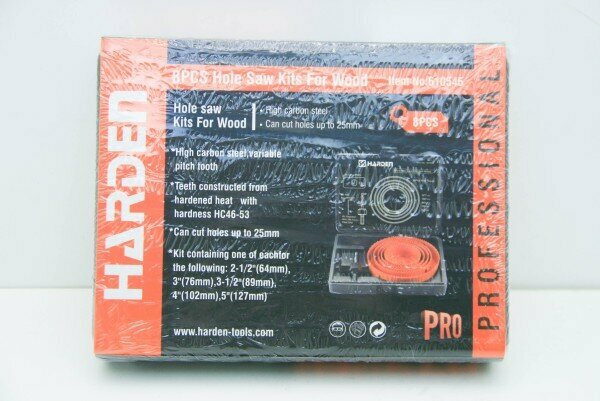 HARDEN
8PCS Hole Saw Kits For Wood Item No:610545
Hole saw
Kits For Wood
• High carbon steel
• Can cut holes up to 25mm
8PCS
*High carbon steel,variable
pitch tooth
*Teeth constructed from
hardened heat with
hardness HC46-53
*Can cut holes up to 25mm
*Kit containing one of eachfor
the following: 2-1/2"(64mm),
3"(76mm),3-1/2"(89mm),
4"(102mm),5"(127mm)
www.harden-tools.com
HARDEN
PRO
PROFESSIONAL